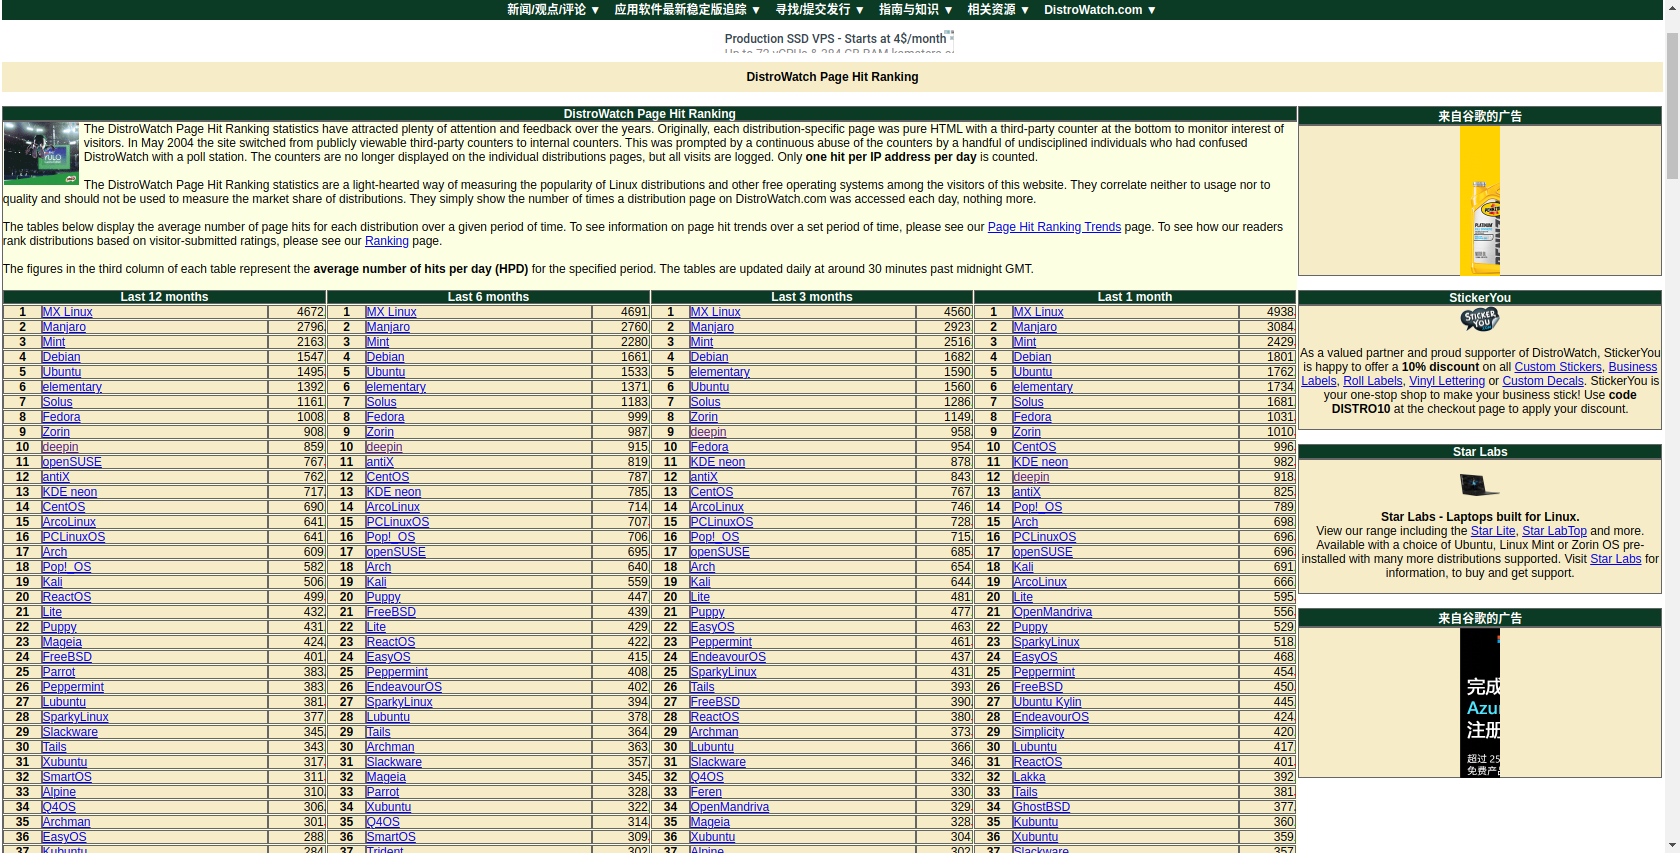 新闻/观点/评论 ▼ 应用软件最新稳定版追踪 ▼ 寻找/提交发行 ▼ 指南与知识 ▼ 相关资源 ▼ DistroWatch.com ▼
Production SSD VPS - Starts at 4$/month
DistroWatch Page Hit Ranking
DistroWatch Page Hit Ranking
The DistroWatch Page Hit Ranking statistics have attracted plenty of attention and feedback over the years. Originally, each distribution-specific page was pure HTML with a third-party counter at the bottom to monitor interest of
visitors. In May 2004 the site switched from publicly viewable third-party counters to internal counters. This was prompted by a continuous abuse of the counters by a handful of undisciplined individuals who had confused
DistroWatch with a poll station. The counters are no longer displayed on the individual distributions pages, but all visits are logged. Only one hit per IP address per day is counted.
The DistroWatch Page Hit Ranking statistics are a light-hearted way of measuring the popularity of Linux distributions and other free operating systems among the visitors of this website. They correlate neither to usage nor to
quality and should not be used to measure the market share of distributions. They simply show the number of times a distribution page on DistroWatch.com was accessed each day, nothing more.
The tables below display the average number of page hits for each distribution over a given period of time. To see information on page hit trends over a set period of time, please see our Page Hit Ranking Trends page. To see how our readers
rank distributions based on visitor-submitted ratings, please see our Ranking page.
The figures in the third column of each table represent the average number of hits per day (HPD) for the specified period. The tables are updated daily at around 30 minutes past midnight GMT.
Last 12 months Last 6 months Last 3 months Last 1 month
1 MX Linux 4672 1 MX Linux 4691 1 MX Linux 4560 1 MX Linux 4938
2 Manjaro 2796 2 Manjaro 2760 2 Manjaro 2923 2 Manjaro 3084
3 Mint 2163 3 Mint 2280 3 Mint 2516 3 Mint 2429
4 Debian 1547 4 Debian 1661 4 Debian 1682 4 Debian 1801
5 Ubuntu 1495 5 Ubuntu 1533 5 elementary 1590 5 Ubuntu 1762
6 elementary 1392 6 elementary 1371 6 Ubuntu 1560 6 elementary 1734
7 Solus 1161 7 Solus 1183 7 Solus 1286 7 Solus 1681
8 Fedora 1008 8 Fedora 999 8 Zorin 1149 8 Fedora 1031
9 Zorin 908 9 Zorin 987 9 deepin 958 9 Zorin 1010
10 deepin 859 10 deepin 915 10 Fedora 954 10 CentOS 996
11 openSUSE 767 11 antiX 819 11 KDE neon 878 11 KDE neon 982
12 antiX 762 12 CentOS 787 12 antiX 843 12 deepin 918
13 KDE neon 717 13 KDE neon 785 13 CentOS 767 13 antiX 825
14 CentOS 690 14 ArcoLinux 714 14 ArcoLinux 746 14 Pop!_OS 789
15 ArcoLinux 641 15 PCLinuxOS 707 15 PCLinuxOS 728 15 Arch 698
16 PCLinuxOS 641 16 Pop!_OS 706 16 Pop!_OS 715 16 PCLinuxOS 696
17 Arch 609 17 openSUSE 695 17 openSUSE 685 17 openSUSE 696
18 Pop!_OS 582 18 Arch 640 18 Arch 654 18 Kali 691
19 Kali 506 19 Kali 559 19 Kali 644 19 ArcoLinux 666
20 ReactOS 499 20 Puppy 447 20 Lite 481 20 Lite 595
21 Lite 432 21 FreeBSD 439 21 Puppy 477 21 OpenMandriva 556
22 Puppy 431 22 Lite 429 22 EasyOS 463 22 Puppy 529
23 Mageia 424 23 ReactOS 422 23 Peppermint 461 23 SparkyLinux 518
24 FreeBSD 401 24 EasyOS 415 24 EndeavourOS 437 24 EasyOS 468
25 Parrot 383 25 Peppermint 408 25 SparkyLinux 431 25 Peppermint 454
26 Peppermint 383 26 EndeavourOS 402 26 Tails 393 26 FreeBSD 450
27 Lubuntu 381 27 SparkyLinux 394 27 FreeBSD 390 27 Ubuntu Kylin 445
28 SparkyLinux 377 28 Lubuntu 378 28 ReactOS 380 28 EndeavourOS 424
29 Slackware 345 29 Tails 364 29 Archman 373 29 Simplicity 420
30 Tails 343 30 Archman 363 30 Lubuntu 366 30 Lubuntu 417
31 Xubuntu 317 31 Slackware 357 31 Slackware 346 31 ReactOS 401
32 SmartOS 311 32 Mageia 345 32 Q4OS 332 32 Lakka 392
33 Alpine 310 33 Parrot 328 33 Feren 330 33 Tails 381
34 Q4OS 306 34 Xubuntu 322 34 OpenMandriva 329 34 GhostBSD 377
35 Archman 301 35 Q4OS 314 35 Mageia 328 35 Kubuntu 360
36 EasyOS 288 36 SmartOS 309 36 Xubuntu 304 36 Xubuntu 359
37 Kubuntu 284 37 Trident 302 37 Alpine 302 37 Slackware 357
来自谷歌的广告
StickerYou
STICKER YOU
As a valued partner and proud supporter of DistroWatch, StickerYou
is happy to offer a 10% discount on all Custom Stickers, Business
Labels, Roll Labels, Vinyl Lettering or Custom Decals. StickerYou is
your one-stop shop to make your business stick! Use code
DISTRO10 at the checkout page to apply your discount.
Star Labs
Star Labs - Laptops built for Linux.
View our range including the Star Lite, Star LabTop and more.
Available with a choice of Ubuntu, Linux Mint or Zorin OS pre-
installed with many more distributions supported. Visit Star Labs for
information, to buy and get support.
来自谷歌的广告
完成
Azu
注册
超过 25
免费产